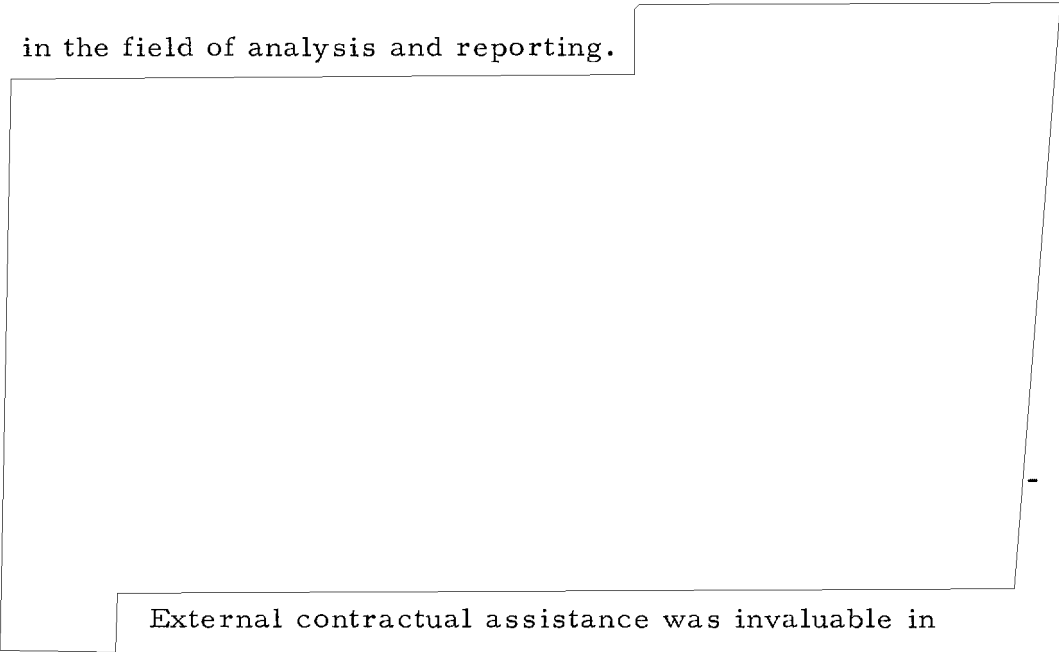 in the field of analysis and reporting.
External contractual assistance was invaluable in